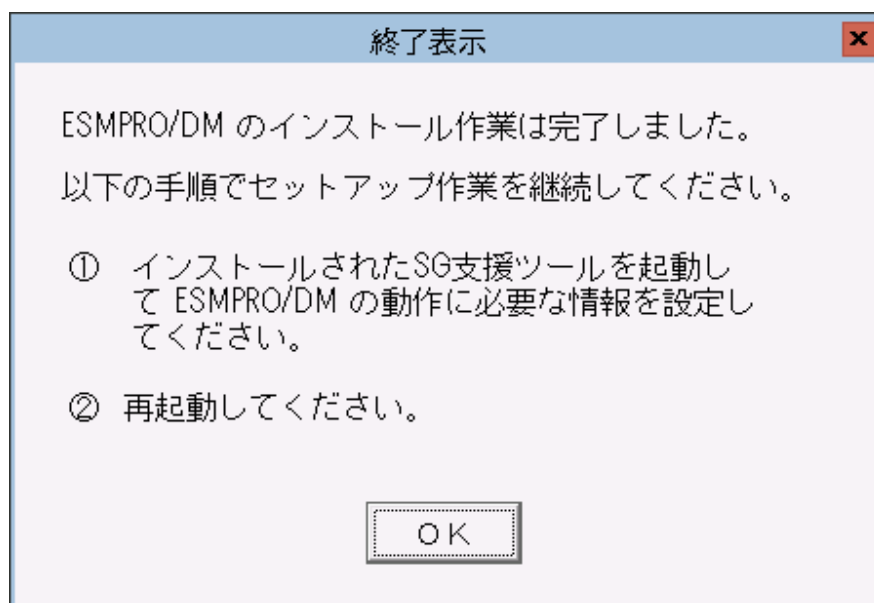 終了表示
ESMPRO/DM のインストール作業は完了しました。
以下の手順でセットアップ作業を継続してください。
① インストールされたSG支援ツールを起動し
て ESMPRO/DM の動作に必要な情報を設定し
てください。
② 再起動してください。
OK